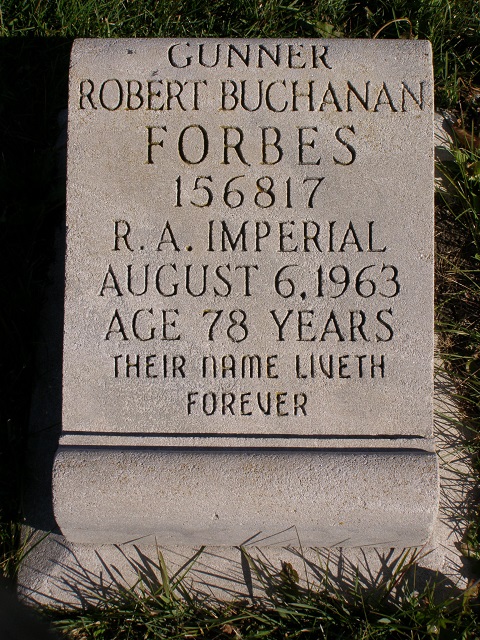 GUNNER
ROBERT BUCHANAN
FORBES
156817
R. A. IMPERIAL
AUGUST 6, 1963
AGE 78 YEARS
THEIR NAME LIVETH
FOREVER